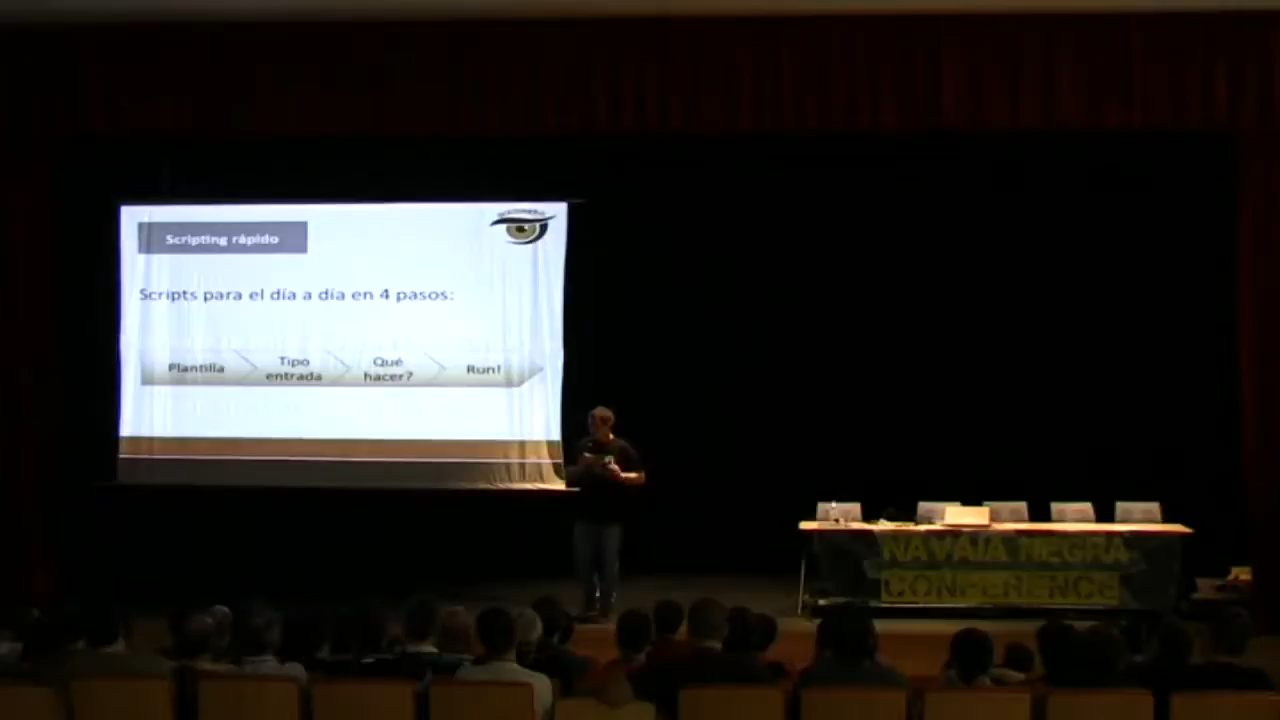 Scripting rápido
Scripts para el día a día en 4 pasos:
Plantilla
Tipo
entrada
Qué
hacer?
Run!
NAVAJA NEGRA
CONFERENCE